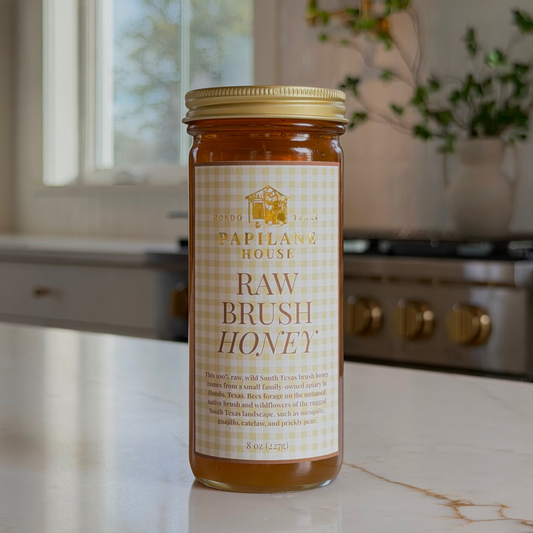 HONDO TEXAS
PAPILANE
HOUSE
RAW
BRUSH
HONEY
This 100% raw, wild South Texas brush honey
comes from a small family-owned apiary in
Hondo, Texas. Bees forage on the untamed
native brush and wildflowers of the rugged
South Texas landscape, such as mesquite,
guajillo, catclaw, and prickly pear.
8 oz (227g)